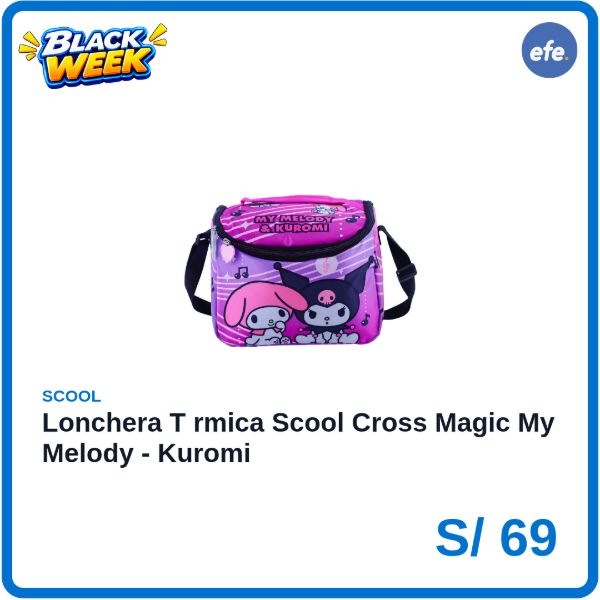 BLACK
WEEK
efe.
MY MELODY
& KUROMI
SCOOL
Lonchera T rmica Scool Cross Magic My
Melody - Kuromi
S/ 69